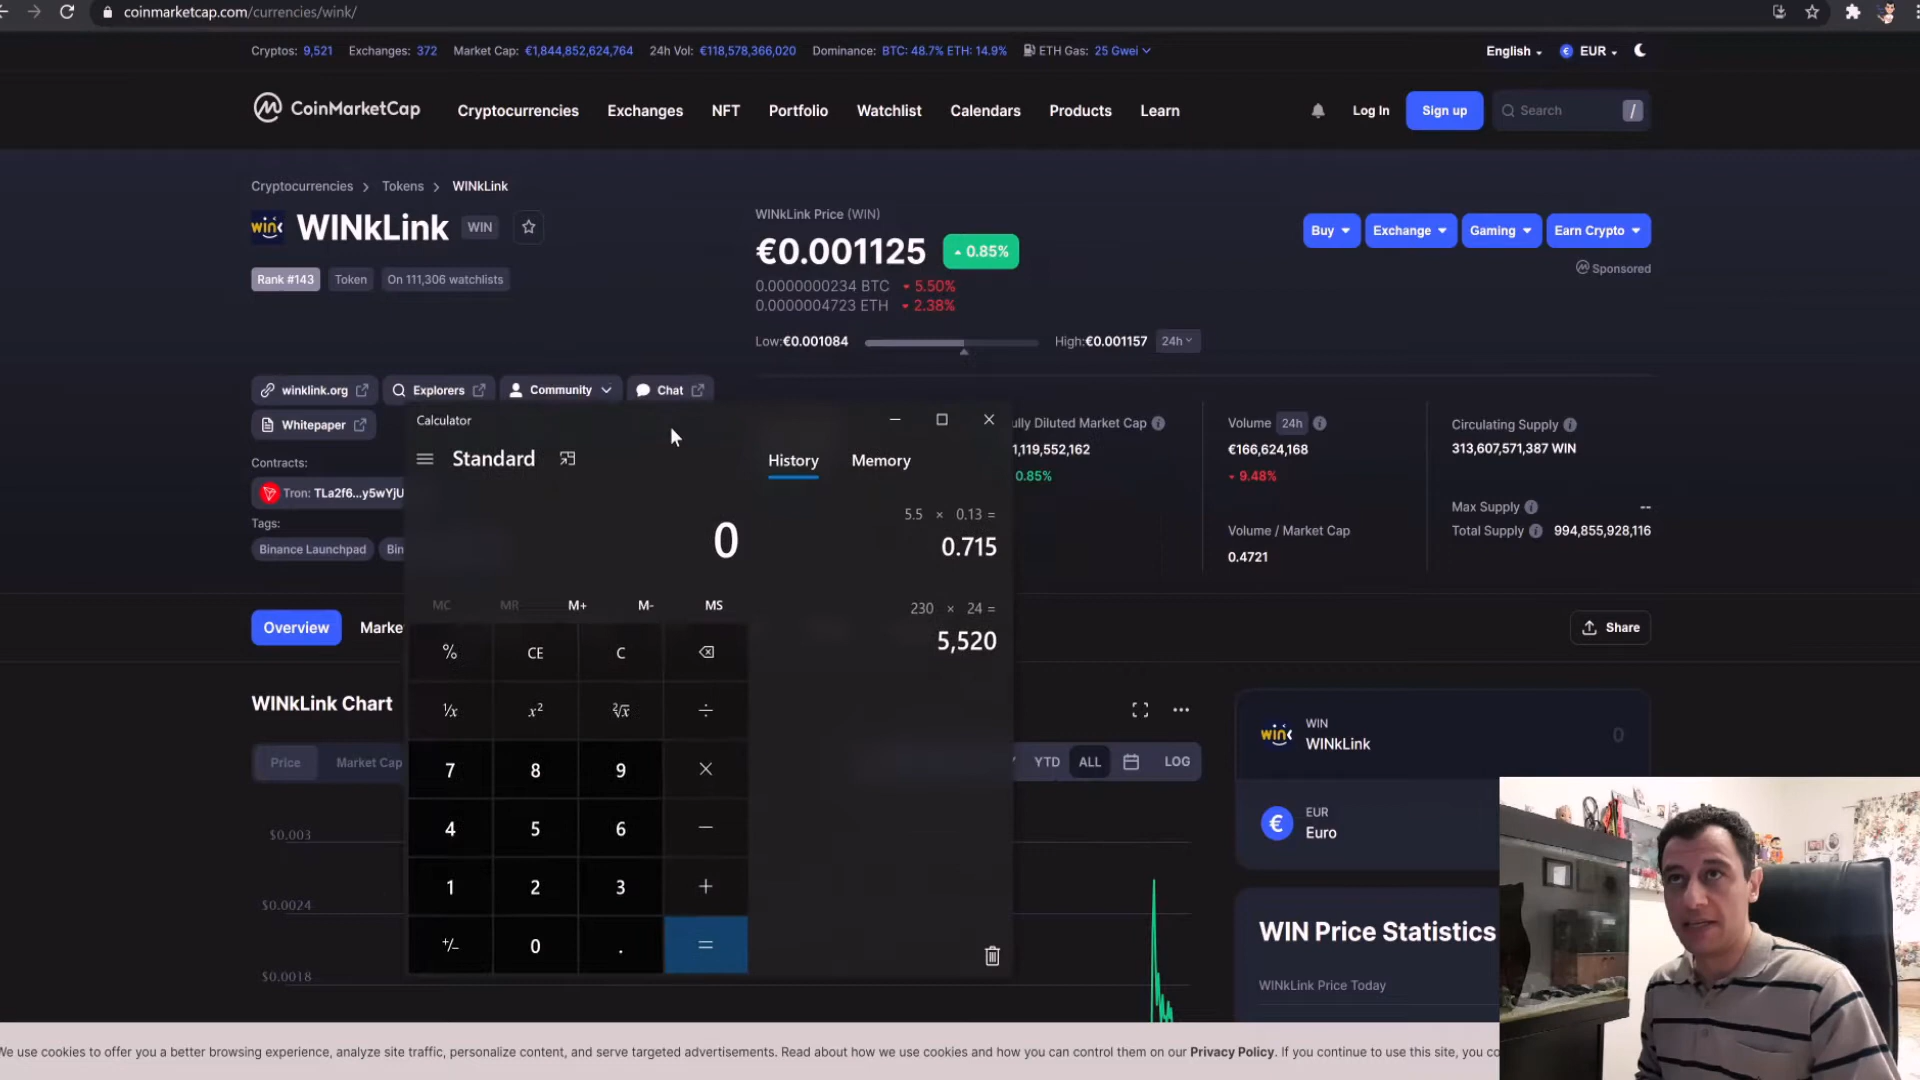 coinmarketcap.com/currencies/wink/
Cryptos: 9,521 Exchanges: 372 Market Cap: €1,844,852,624,764 24h Vol: €118,578,366,020 Dominance: BTC: 48.7% ETH: 14.9% ETH Gas: 25 Gwei
English EUR
CoinMarketCap Cryptocurrencies Exchanges NFT Portfolio Watchlist Calendars Products Learn Log In Sign up Search /
Cryptocurrencies > Tokens > WINkLink
WINkLink WIN
Rank #143 Token On 111,306 watchlists
WINkLink Price (WIN)
€0.001125 0.85%
0.0000000234 BTC 5.50%
0.0000004723 ETH 2.38%
Low:€0.001084 High:€0.001157 24h
Buy Exchange Gaming Earn Crypto
Sponsored
winklink.org Explorers Community Chat
Whitepaper
Contracts:
Tron: TLa2f6...y5wYjU
Tags:
Binance Launchpad Bin
Calculator
Standard
History Memory
0
5.5 × 0.13 =
0.715
230 × 24 =
5,520
MC MR M+ M- MS
% CE C
¹/x x² ²√x ÷
7 8 9 ×
4 5 6 −
1 2 3 +
+/− 0 . =
ully Diluted Market Cap
1,119,552,162
0.85%
Volume 24h
€166,624,168
9.48%
Volume / Market Cap
0.4721
Circulating Supply
313,607,571,387 WIN
Max Supply --
Total Supply 994,855,928,116
Overview Marke
Share
WINkLink Chart
Price Market Cap
YTD ALL LOG
$0.003
$0.0024
$0.0018
WIN
WINkLink 0
EUR
Euro
WIN Price Statistics
WINkLink Price Today
We use cookies to offer you a better browsing experience, analyze site traffic, personalize content, and serve targeted advertisements. Read about how we use cookies and how you can control them on our Privacy Policy. If you continue to use this site, you co